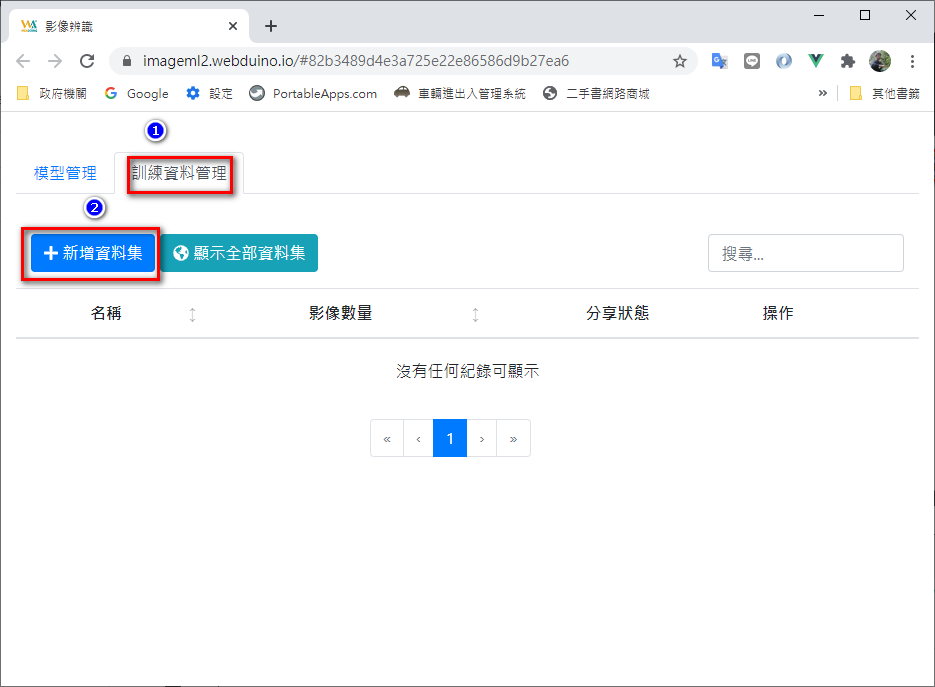 影像辨識
imageml2.webduino.io/#82b3489d4e3a725e22e86586d9b27ea6
政府機關 Google 設定 PortableApps.com 車輛進出入管理系統 二手書網路商城 » 其他書籤
1
模型管理 訓練資料管理
2
新增資料集 顯示全部資料集 搜尋...
名稱 影像數量 分享狀態 操作
沒有任何紀錄可顯示
« ‹ 1 › »